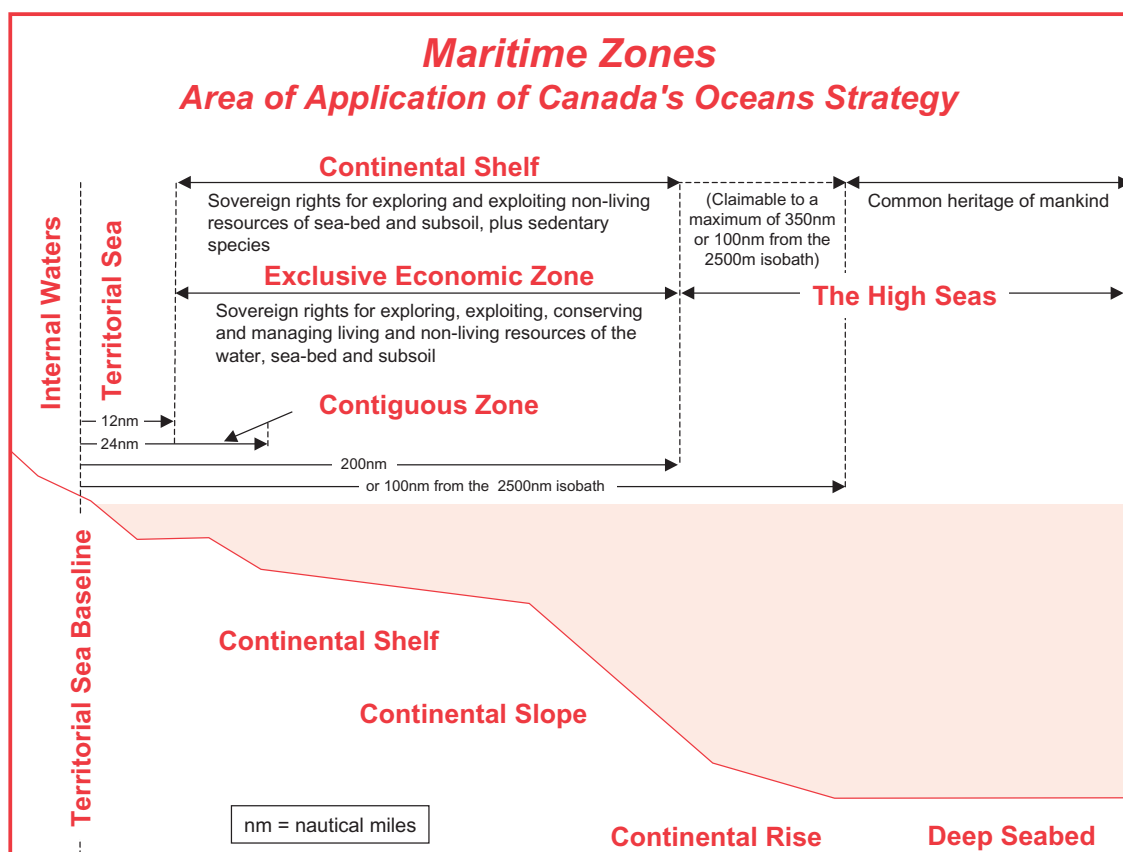 Maritime Zones
Area of Application of Canada's Oceans Strategy
Internal Waters
Territorial Sea
Continental Shelf
Sovereign rights for exploring and exploiting non-living
resources of sea-bed and subsoil, plus sedentary
species
(Claimable to a
maximum of 350nm
or 100nm from the
2500m isobath)
Common heritage of mankind
Exclusive Economic Zone
Sovereign rights for exploring, exploiting, conserving
and managing living and non-living resources of the
water, sea-bed and subsoil
The High Seas
Contiguous Zone
12nm
24nm
200nm
or 100nm from the 2500nm isobath
Territorial Sea Baseline
Continental Shelf
Continental Slope
nm = nautical miles
Continental Rise
Deep Seabed